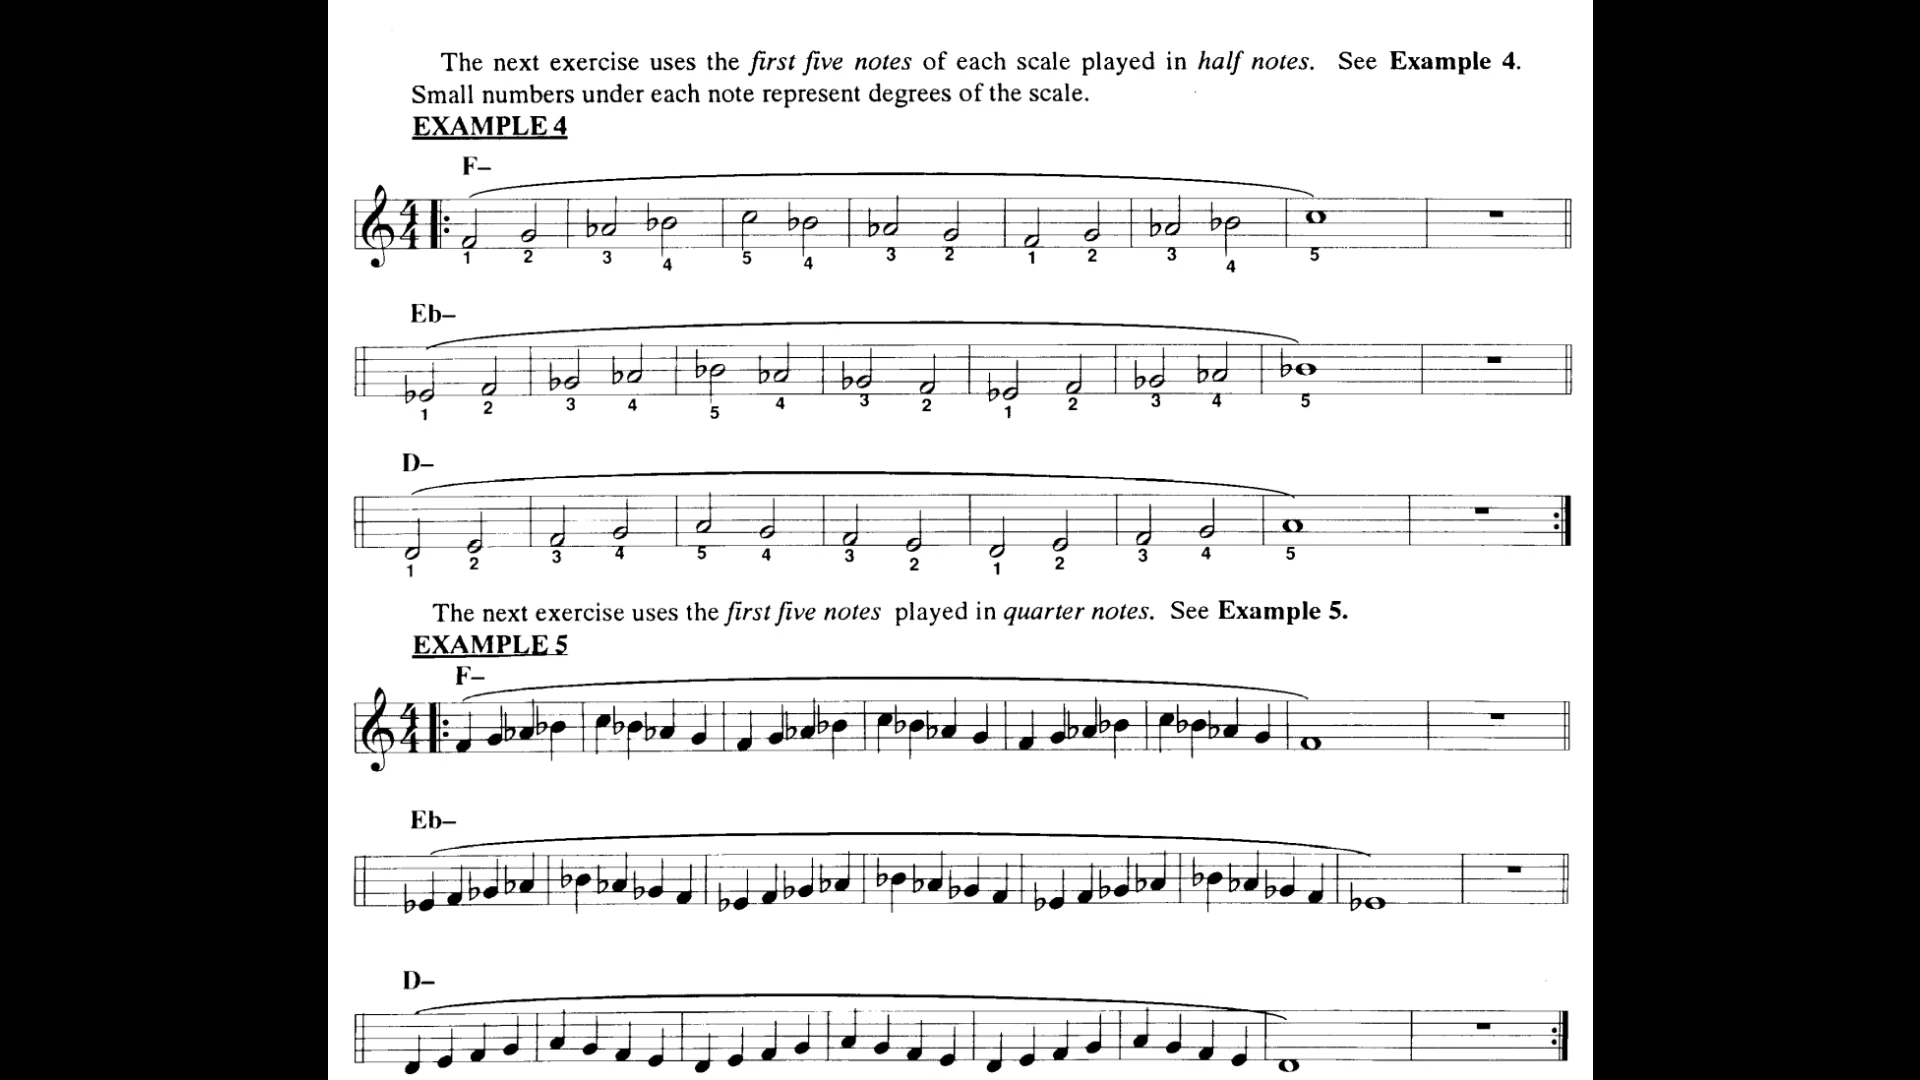 The next exercise uses the first five notes of each scale played in half notes. See Example 4.
Small numbers under each note represent degrees of the scale.
EXAMPLE 4
F–
4
4
1 2 3 4 5 4 3 2 1 2 3 4 5
Eb–
1 2 3 4 5 4 3 2 1 2 3 4 5
D–
1 2 3 4 5 4 3 2 1 2 3 4 5
The next exercise uses the first five notes played in quarter notes. See Example 5.
EXAMPLE 5
F–
4
4
Eb–
D–